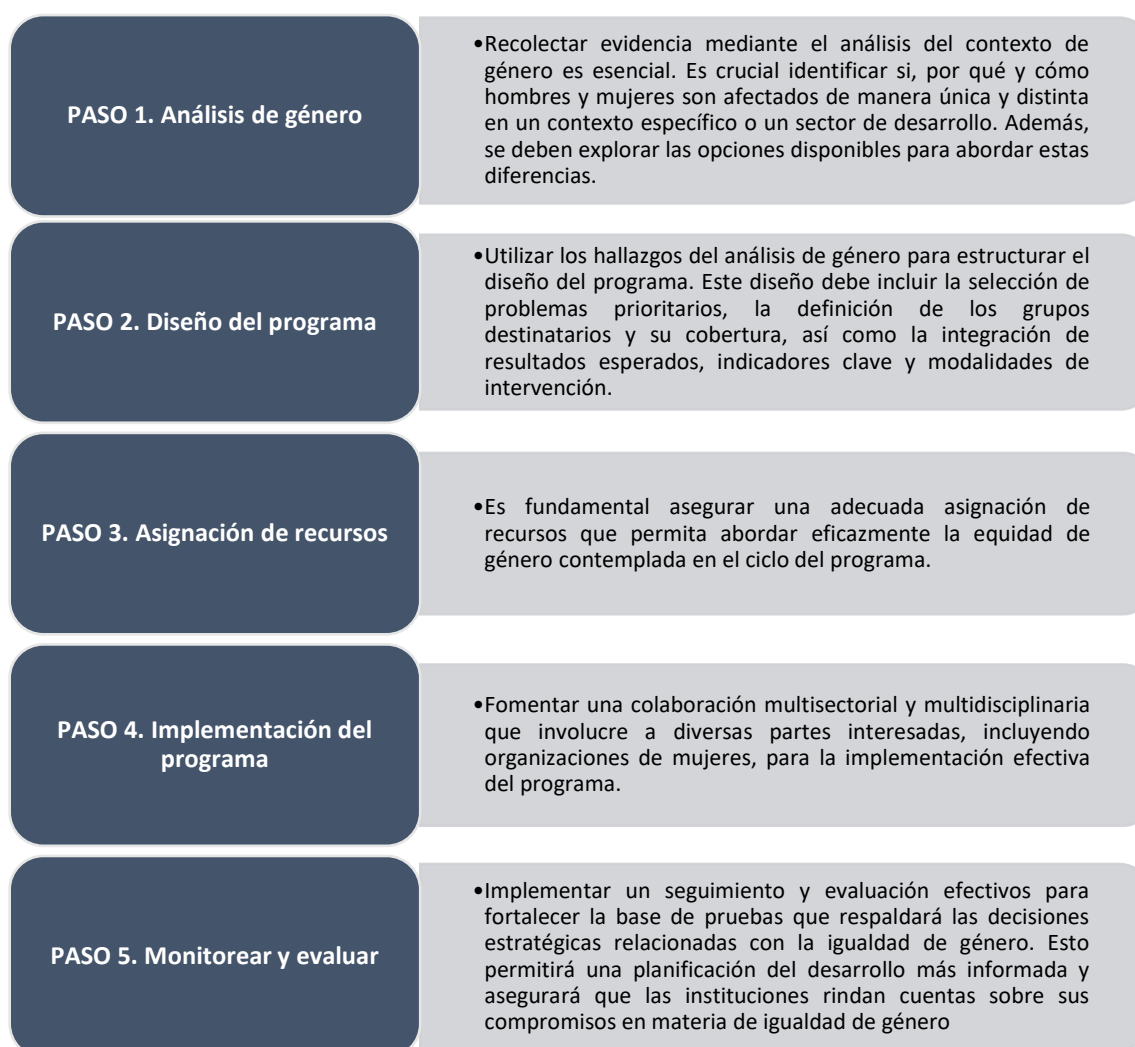 PASO 1. Análisis de género
•Recolectar evidencia mediante el análisis del contexto de
género es esencial. Es crucial identificar si, por qué y cómo
hombres y mujeres son afectados de manera única y distinta
en un contexto específico o un sector de desarrollo. Además,
se deben explorar las opciones disponibles para abordar estas
diferencias.
PASO 2. Diseño del programa
•Utilizar los hallazgos del análisis de género para estructurar el
diseño del programa. Este diseño debe incluir la selección de
problemas prioritarios, la definición de los grupos
destinatarios y su cobertura, así como la integración de
resultados esperados, indicadores clave y modalidades de
intervención.
PASO 3. Asignación de recursos
•Es fundamental asegurar una adecuada asignación de
recursos que permita abordar eficazmente la equidad de
género contemplada en el ciclo del programa.
PASO 4. Implementación del
programa
•Fomentar una colaboración multisectorial y multidisciplinaria
que involucre a diversas partes interesadas, incluyendo
organizaciones de mujeres, para la implementación efectiva
del programa.
PASO 5. Monitorear y evaluar
•Implementar un seguimiento y evaluación efectivos para
fortalecer la base de pruebas que respaldará las decisiones
estratégicas relacionadas con la igualdad de género. Esto
permitirá una planificación del desarrollo más informada y
asegurará que las instituciones rindan cuentas sobre sus
compromisos en materia de igualdad de género